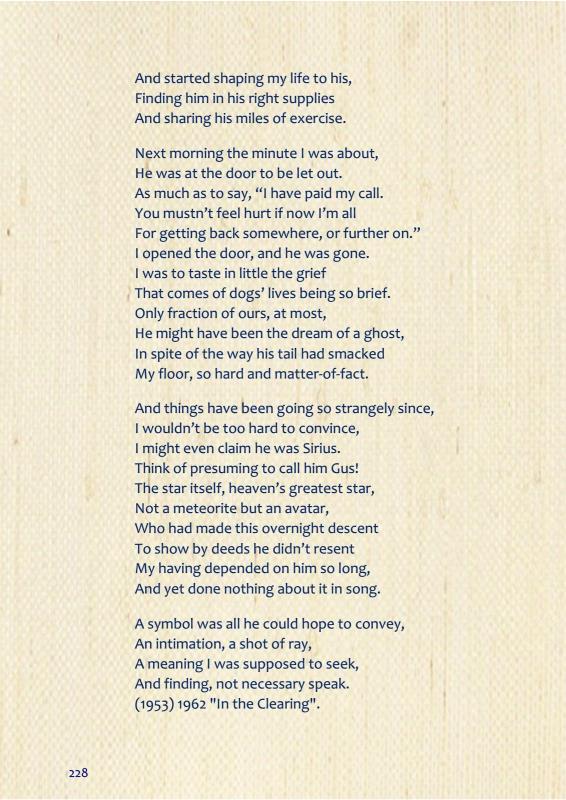 And started shaping my life to his,
Finding him in his right supplies
And sharing his miles of exercise.
Next morning the minute I was about,
He was at the door to be let out.
As much as to say, “I have paid my call.
You mustn’t feel hurt if now I’m all
For getting back somewhere, or further on.”
I opened the door, and he was gone.
I was to taste in little the grief
That comes of dogs’ lives being so brief.
Only fraction of ours, at most,
He might have been the dream of a ghost,
In spite of the way his tail had smacked
My floor, so hard and matter-of-fact.
And things have been going so strangely since,
I wouldn’t be too hard to convince,
I might even claim he was Sirius.
Think of presuming to call him Gus!
The star itself, heaven’s greatest star,
Not a meteorite but an avatar,
Who had made this overnight descent
To show by deeds he didn’t resent
My having depended on him so long,
And yet done nothing about it in song.
A symbol was all he could hope to convey,
An intimation, a shot of ray,
A meaning I was supposed to seek,
And finding, not necessary speak.
(1953) 1962 "In the Clearing".
228